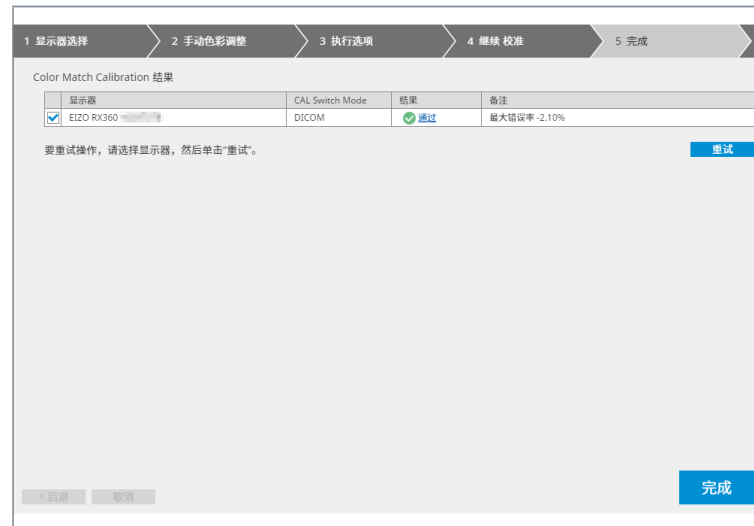 1 显示器选择 2 手动色彩调整 3 执行选项 4 继续 校准 5 完成
Color Match Calibration 结果
显示器 CAL Switch Mode 结果 备注
EIZO RX360 DICOM 通过 最大错误率 -2.10%
要重试操作，请选择显示器，然后单击“重试”。 重试
< 后退 取消 完成